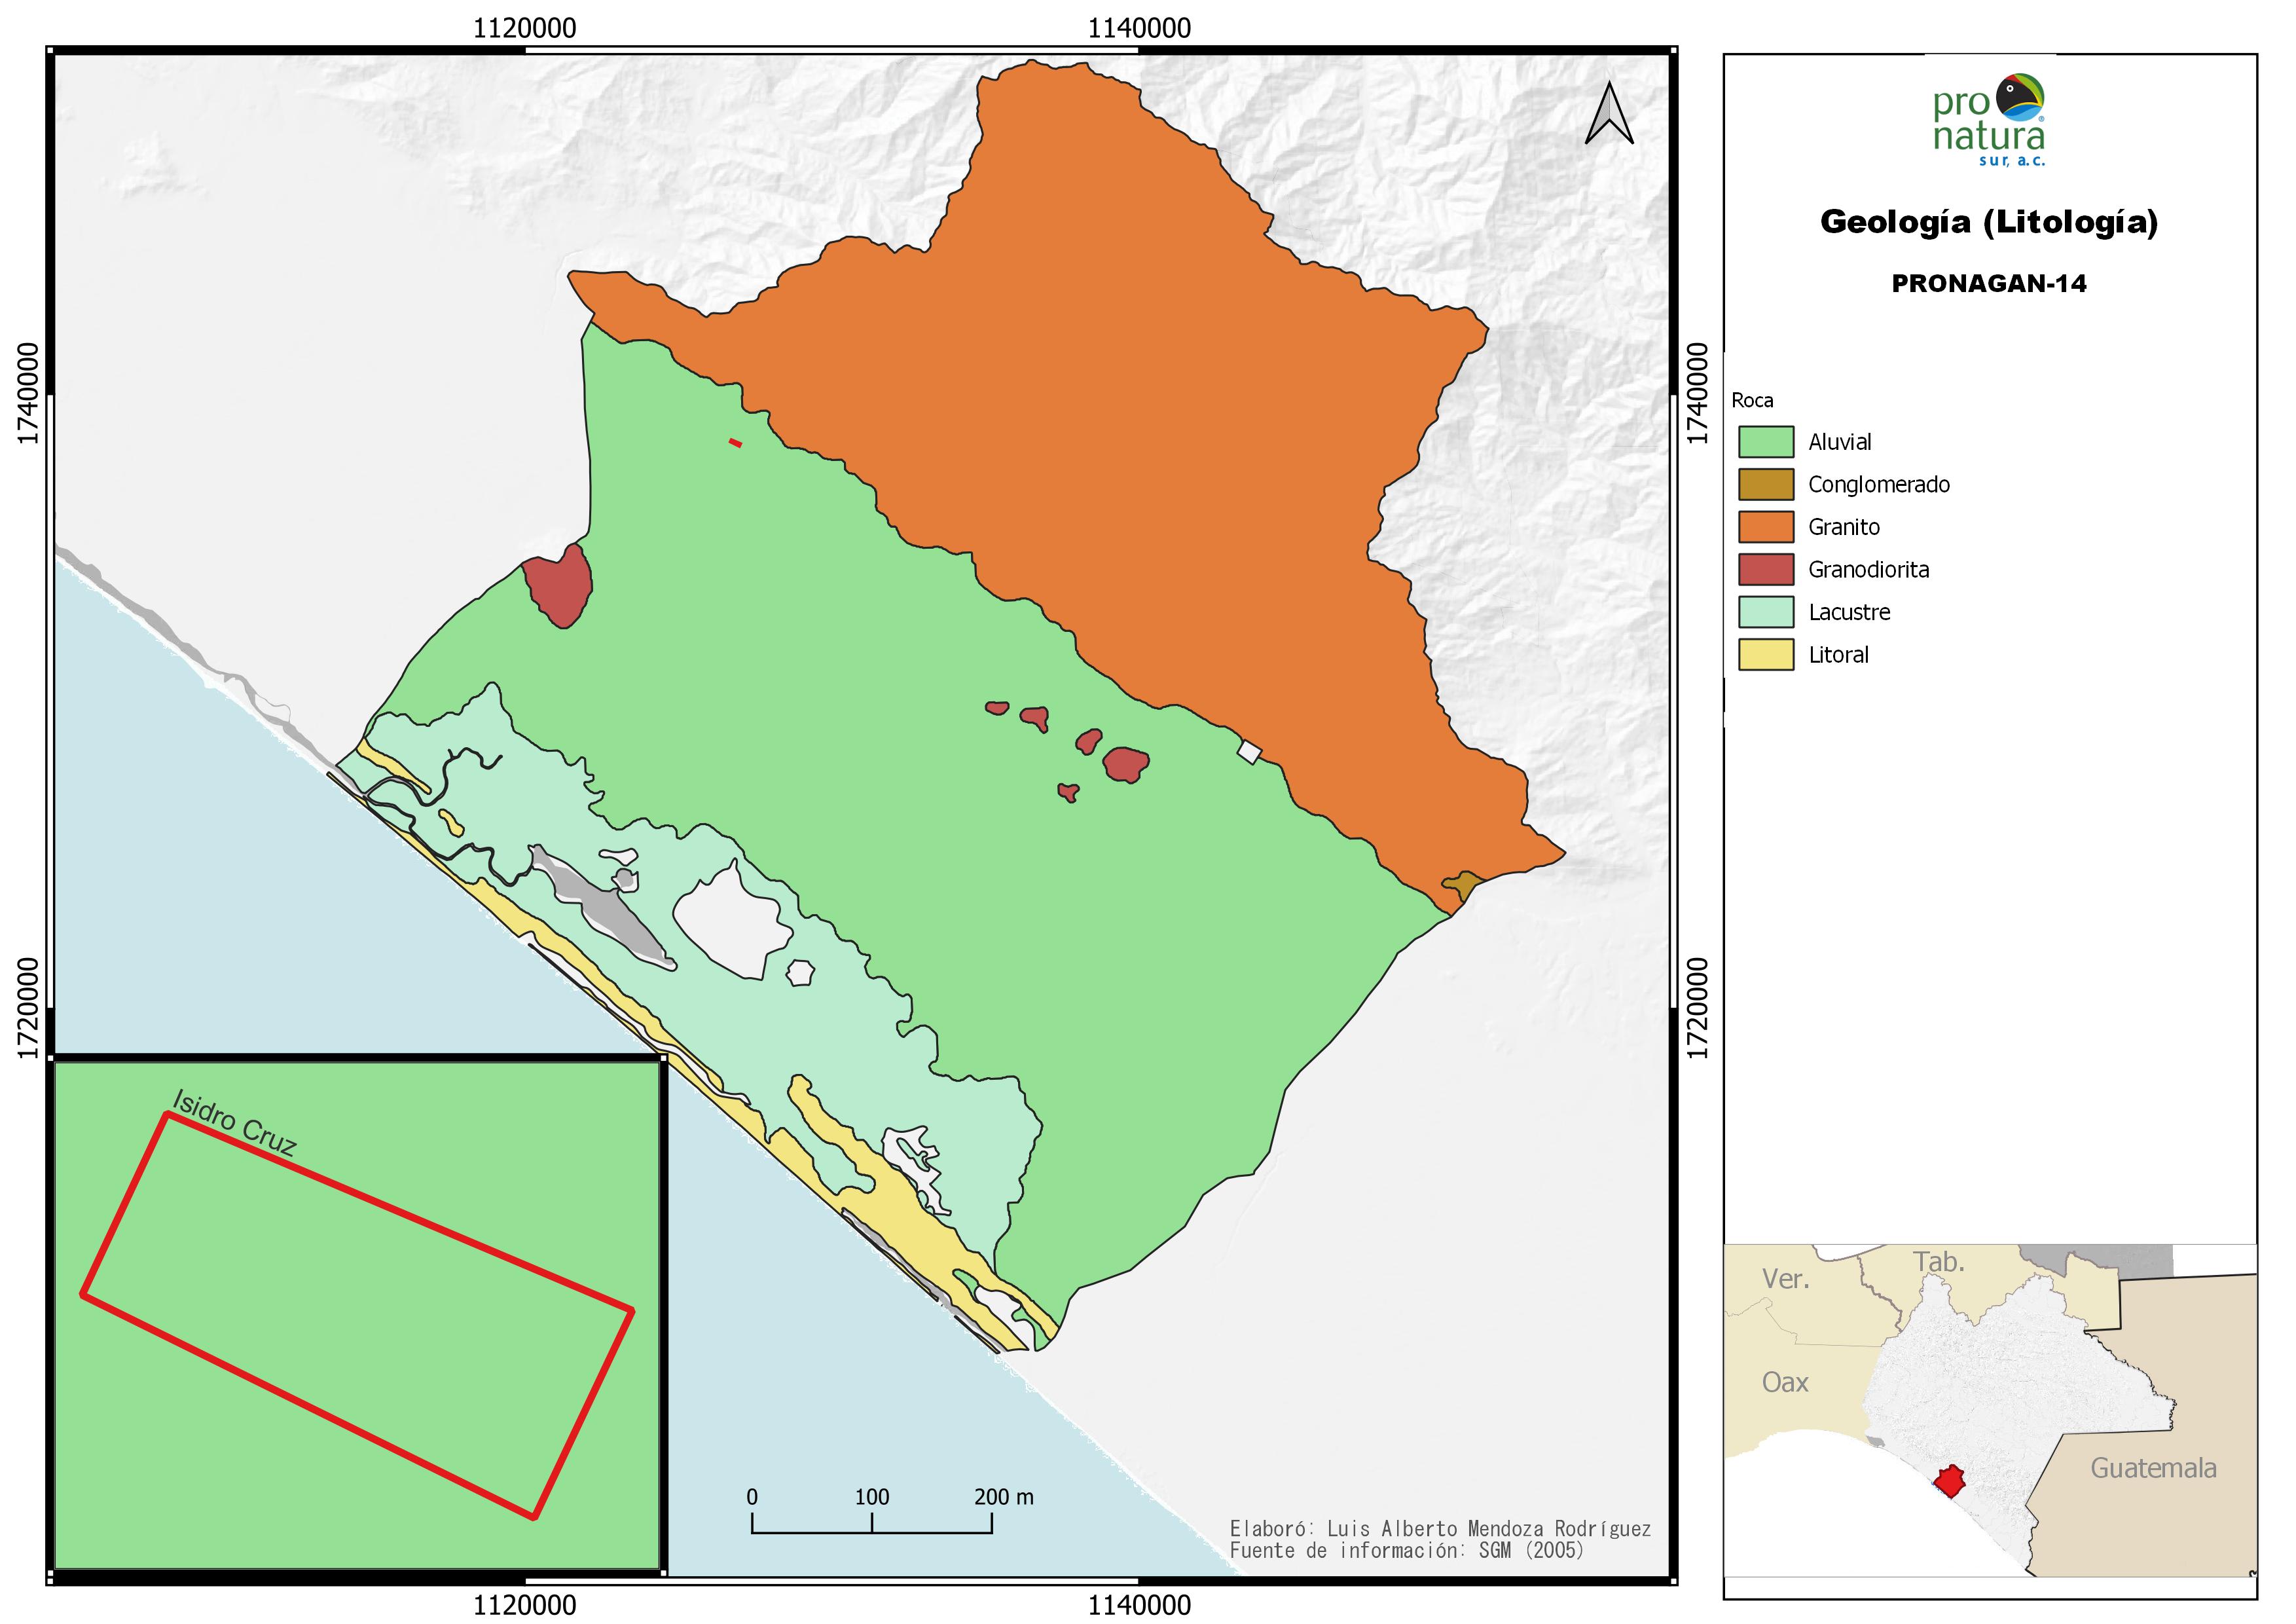 1120000
1140000
1740000
1740000
1720000
1720000
Isidro Cruz
0 100 200 m
Elaboró: Luis Alberto Mendoza Rodríguez
Fuente de información: SGM (2005)
1120000
1140000
pro
natura
sur, a.c.
Geología (Litología)
PRONAGAN-14
Roca
Aluvial
Conglomerado
Granito
Granodiorita
Lacustre
Litoral
Ver.
Tab.
Oax
Guatemala